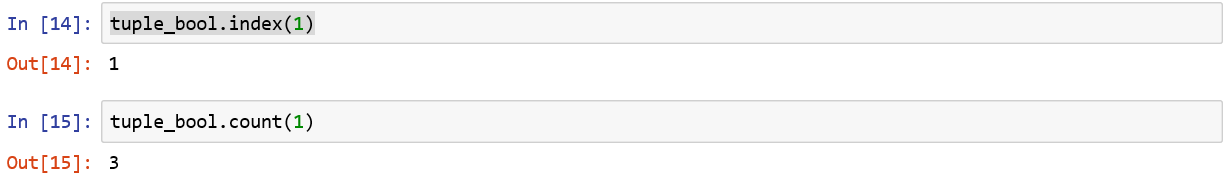 In [14]: tuple_bool.index(1)
Out[14]: 1
In [15]: tuple_bool.count(1)
Out[15]: 3